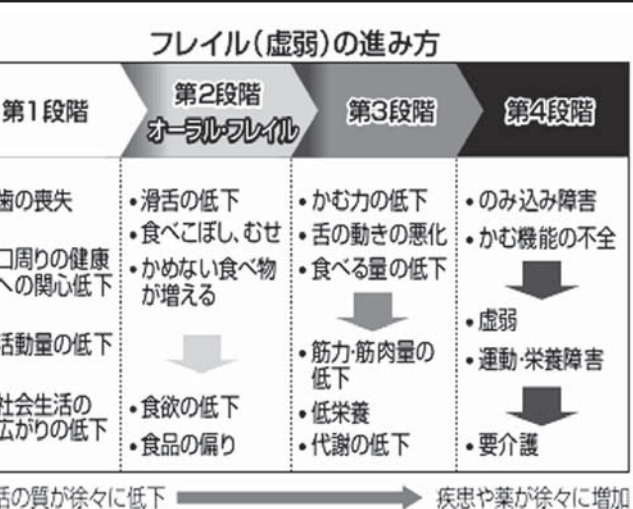 フレイル(虚弱)の進み方
第1段階
歯の喪失
口周りの健康
への関心低下
活動量の低下
社会生活の
広がりの低下
第2段階
オーラル・フレイル
•滑舌の低下
•食べこぼし、むせ
•かめない食べ物
が増える
•食欲の低下
•食品の偏り
第3段階
•かむ力の低下
•舌の動きの悪化
•食べる量の低下
•筋力・筋肉量の
低下
•低栄養
•代謝の低下
第4段階
•のみ込み障害
•かむ機能の不全
•虚弱
•運動・栄養障害
•要介護
活の質が徐々に低下
疾患や薬が徐々に増加